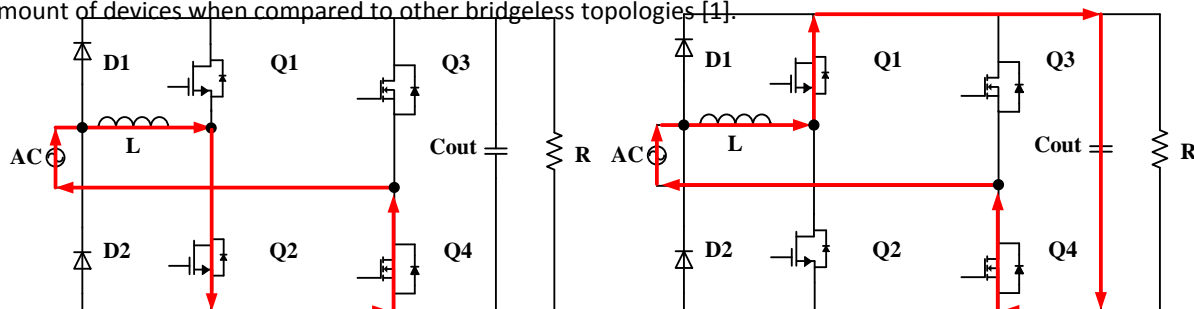 mount of devices when compared to other bridgeless topologies [1].
D1 Q1 Q3 D1 Q1 Q3
AC L Cout R AC L Cout R
D2 Q2 Q4 D2 Q2 Q4